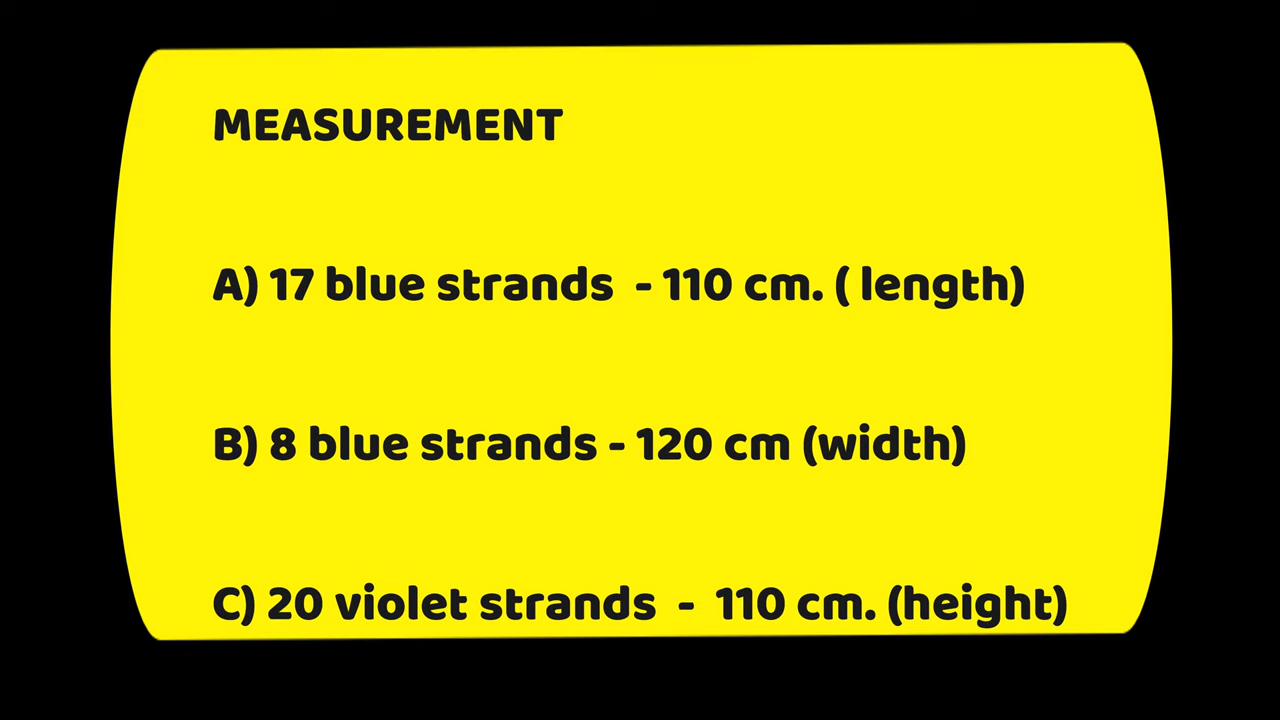 MEASUREMENT
A) 17 blue strands  - 110 cm. ( length)
B) 8 blue strands - 120 cm (width)
C) 20 violet strands  -  110 cm. (height)